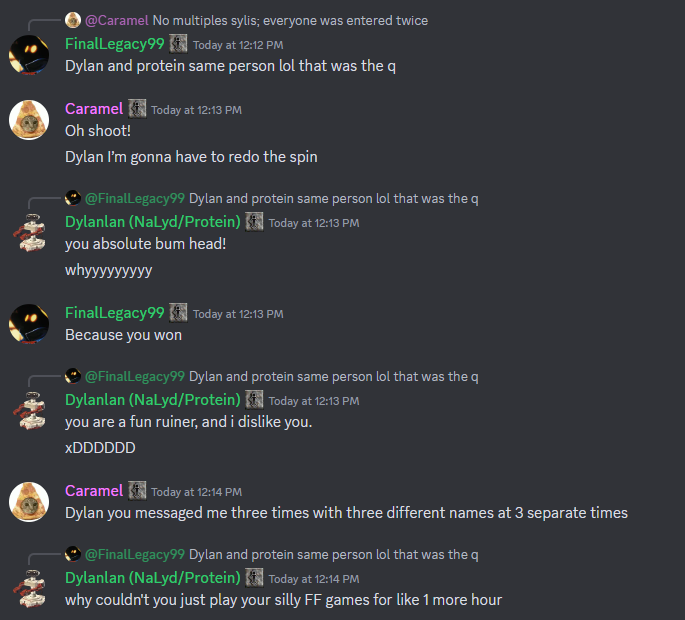 @Caramel No multiples sylis; everyone was entered twice
FinalLegacy99 Today at 12:12 PM
Dylan and protein same person lol that was the q
Caramel Today at 12:13 PM
Oh shoot!
Dylan I'm gonna have to redo the spin
@FinalLegacy99 Dylan and protein same person lol that was the q
Dylanlan (NaLyd/Protein) Today at 12:13 PM
you absolute bum head!
whyyyyyyyyy
FinalLegacy99 Today at 12:13 PM
Because you won
@FinalLegacy99 Dylan and protein same person lol that was the q
Dylanlan (NaLyd/Protein) Today at 12:13 PM
you are a fun ruiner, and i dislike you.
xDDDDDD
Caramel Today at 12:14 PM
Dylan you messaged me three times with three different names at 3 separate times
@FinalLegacy99 Dylan and protein same person lol that was the q
Dylanlan (NaLyd/Protein) Today at 12:14 PM
why couldn't you just play your silly FF games for like 1 more hour